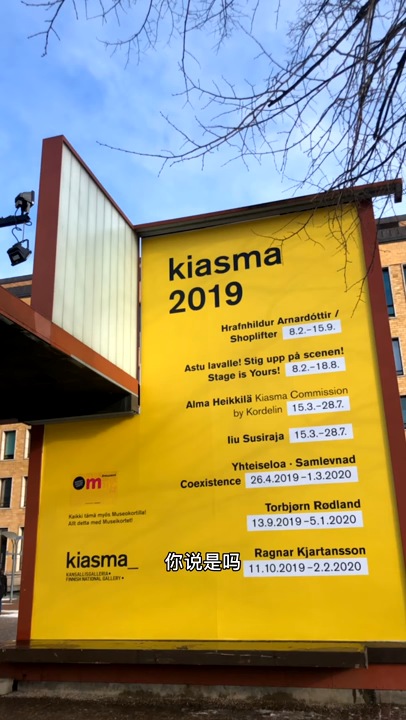 kiasma
2019
Hrafnhildur Arnardóttir /
Shoplifter 8.2.–15.9.
Astu lavalle! Stig upp på scenen!
Stage is Yours! 8.2.–18.8.
Alma Heikkilä Kiasma Commission
by Kordelin 15.3.–28.7.
Iiu Susiraja 15.3.–28.7.
Yhteiseloa · Samlevnad
Coexistence 26.4.2019–1.3.2020
Torbjørn Rødland
13.9.2019–5.1.2020
Ragnar Kjartansson
11.10.2019–2.2.2020
Kaikki tämä myös Museokortilla!
Allt detta med Museikortet!
kiasma_
KANSALLISGALLERIA
FINNISH NATIONAL GALLERY
你说是吗